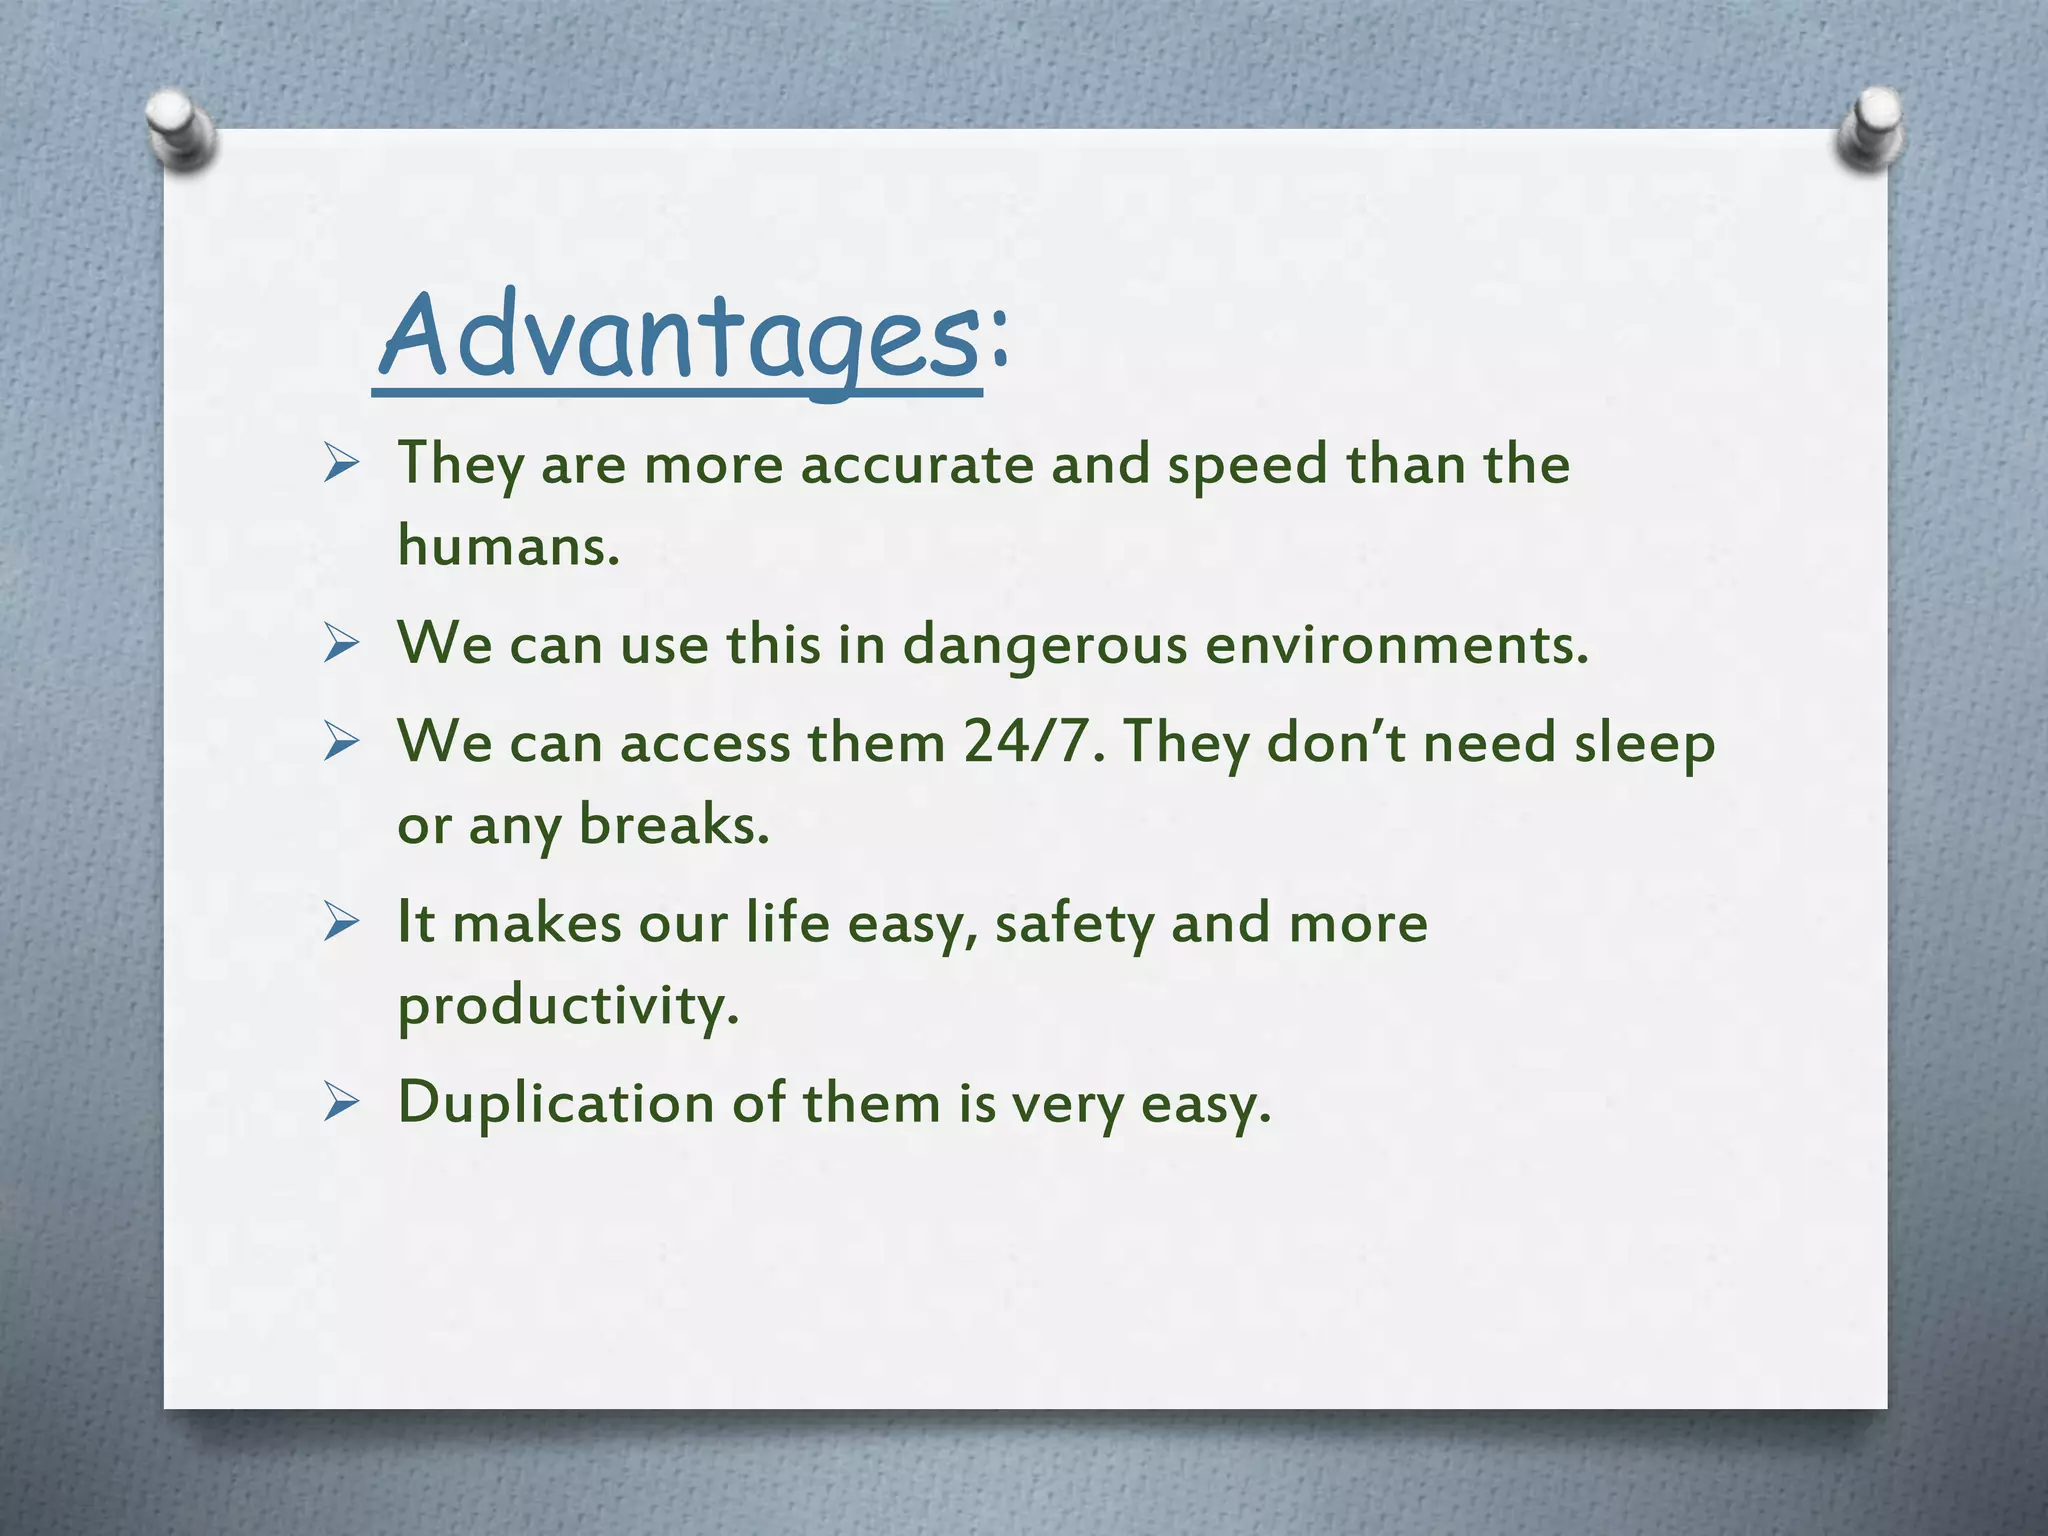 Advantages:
➢ They are more accurate and speed than the
humans.
➢ We can use this in dangerous environments.
➢ We can access them 24/7. They don’t need sleep
or any breaks.
➢ It makes our life easy, safety and more
productivity.
➢ Duplication of them is very easy.